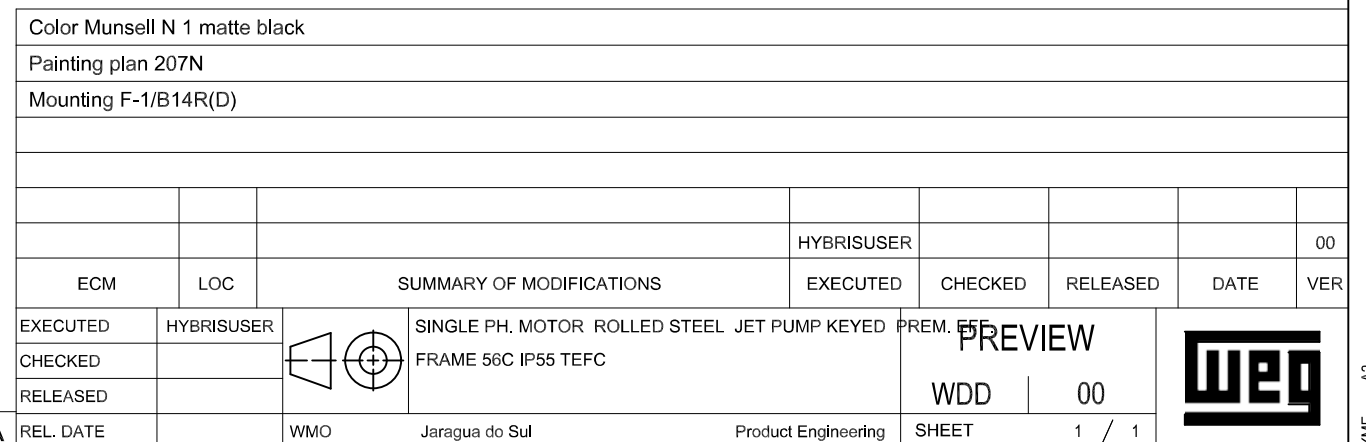 Color Munsell N 1 matte black
Painting plan 207N
Mounting F-1/B14R(D)
HYBRISUSER 00
ECM LOC SUMMARY OF MODIFICATIONS EXECUTED CHECKED RELEASED DATE VER
EXECUTED HYBRISUSER SINGLE PH. MOTOR ROLLED STEEL JET PUMP KEYED PREM. EFF.
PREVIEW
CHECKED FRAME 56C IP55 TEFC
RELEASED WDD 00
weg
REL. DATE WMO Jaragua do Sul Product Engineering SHEET 1 / 1